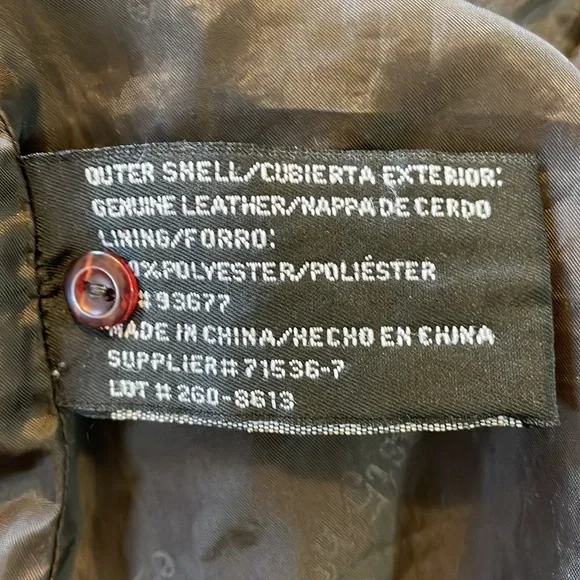 OUTER SHELL/CUBIERTA EXTERIOR:
GENUINE LEATHER/NAPPA DE CERDO
LINING/FORRO:
0%POLYESTER/POLIÉSTER
#93677
MADE IN CHINA/HECHO EN CHINA
SUPPLIER# 71536-7
LOT # 260-8613